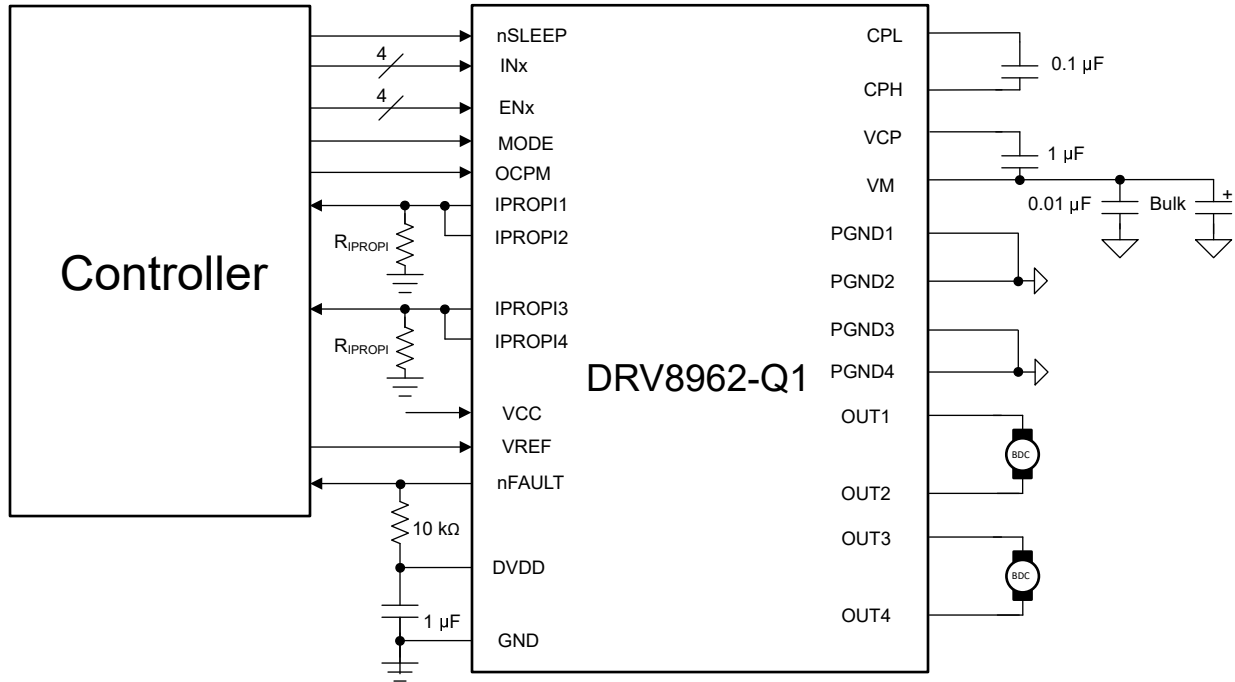 Controller
DRV8962-Q1
nSLEEP
4
INx
4
ENx
MODE
OCPM
IPROPI1
IPROPI2
RIPROPI
IPROPI3
IPROPI4
RIPROPI
VCC
VREF
nFAULT
10 kΩ
DVDD
1 µF
GND
CPL
0.1 µF
CPH
VCP
1 µF
VM
0.01 µF
Bulk
+
PGND1
PGND2
PGND3
PGND4
OUT1
BDC
OUT2
OUT3
BDC
OUT4